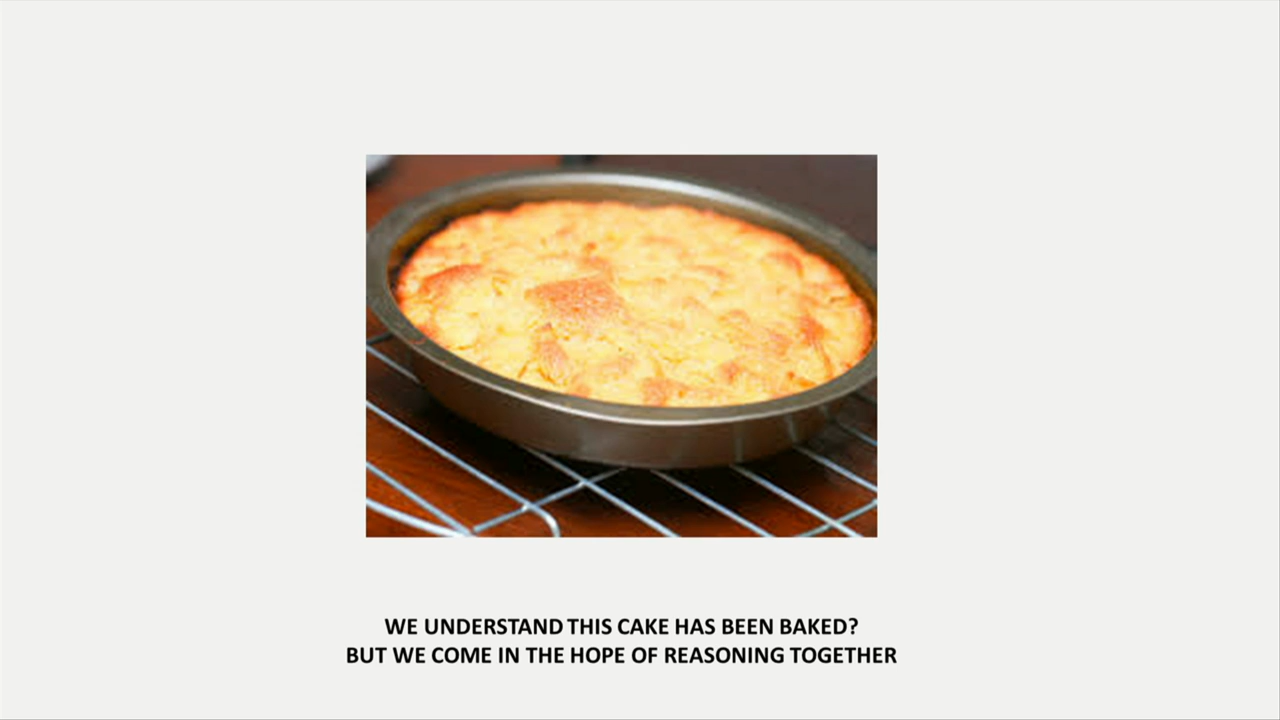 WE UNDERSTAND THIS CAKE HAS BEEN BAKED?
BUT WE COME IN THE HOPE OF REASONING TOGETHER